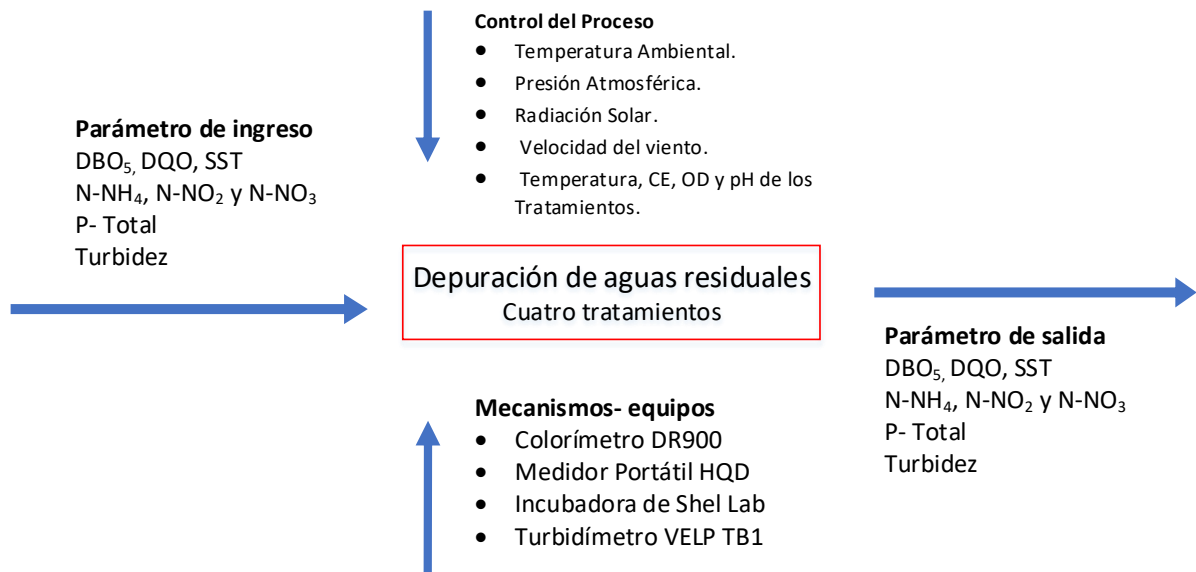 Control del Proceso
● Temperatura Ambiental.
● Presión Atmosférica.
● Radiación Solar.
● Velocidad del viento.
● Temperatura, CE, OD y pH de los
Tratamientos.
Parámetro de ingreso
DBO₅, DQO, SST
N-NH₄, N-NO₂ y N-NO₃
P- Total
Turbidez
Depuración de aguas residuales
Cuatro tratamientos
Parámetro de salida
DBO₅, DQO, SST
N-NH₄, N-NO₂ y N-NO₃
P- Total
Turbidez
Mecanismos- equipos
● Colorímetro DR900
● Medidor Portátil HQD
● Incubadora de Shel Lab
● Turbidímetro VELP TB1